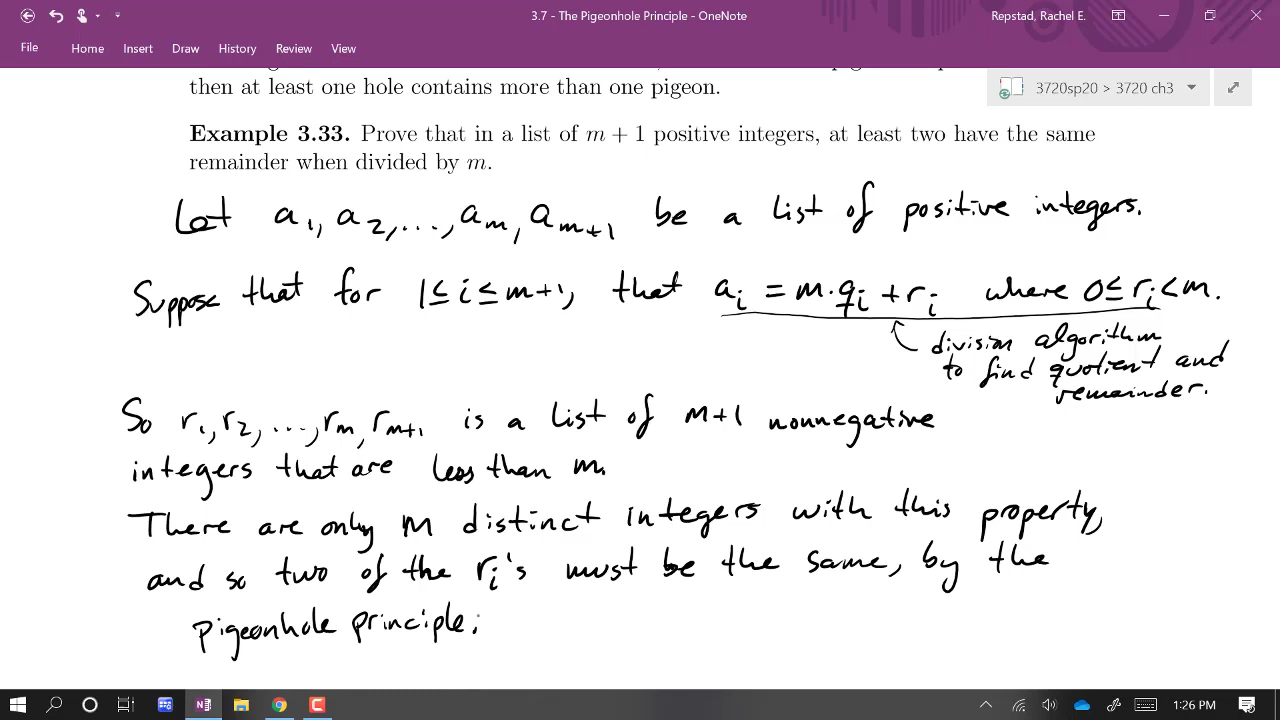 3.7 - The Pigeonhole Principle - OneNote
Repstad, Rachel E.
File Home Insert Draw History Review View
then at least one hole contains more than one pigeon.
3720sp20 > 3720 ch3
Example 3.33. Prove that in a list of m + 1 positive integers, at least two have the same
remainder when divided by m.
Let a₁, a₂, ..., aₘ, aₘ₊₁ be a list of positive integers.
Suppose that for 1 ≤ i ≤ m+1, that aᵢ = m·qᵢ + rᵢ where 0 ≤ rᵢ < m.
division algorithm
to find quotient and
remainder.
So r₁, r₂, ..., rₘ, rₘ₊₁ is a list of m+1 nonnegative
integers that are less than m.
There are only m distinct integers with this property,
and so two of the rᵢ's must be the same, by the
pigeonhole principle.
1:26 PM